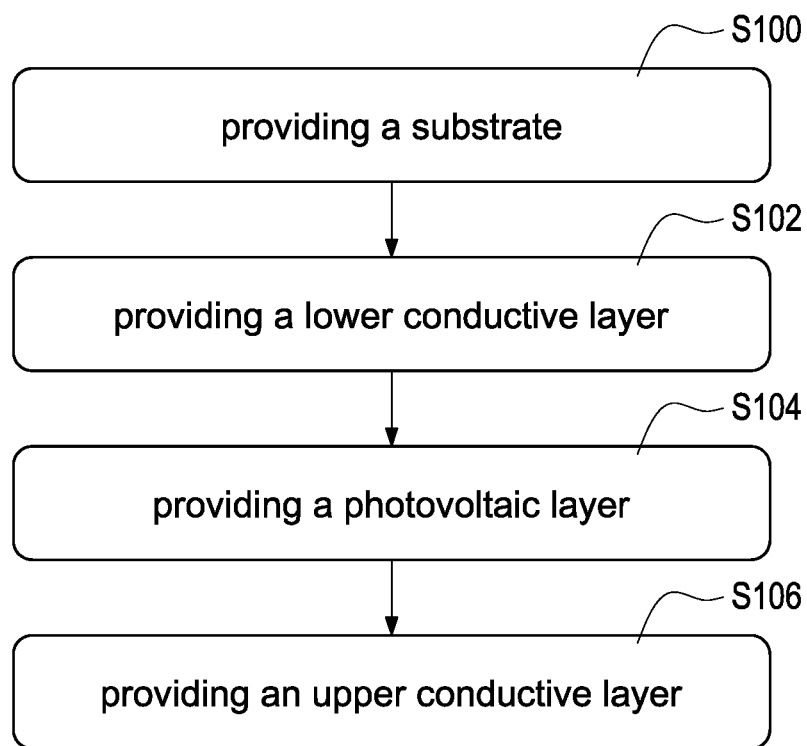 S100
providing a substrate
S102
providing a lower conductive layer
S104
providing a photovoltaic layer
S106
providing an upper conductive layer